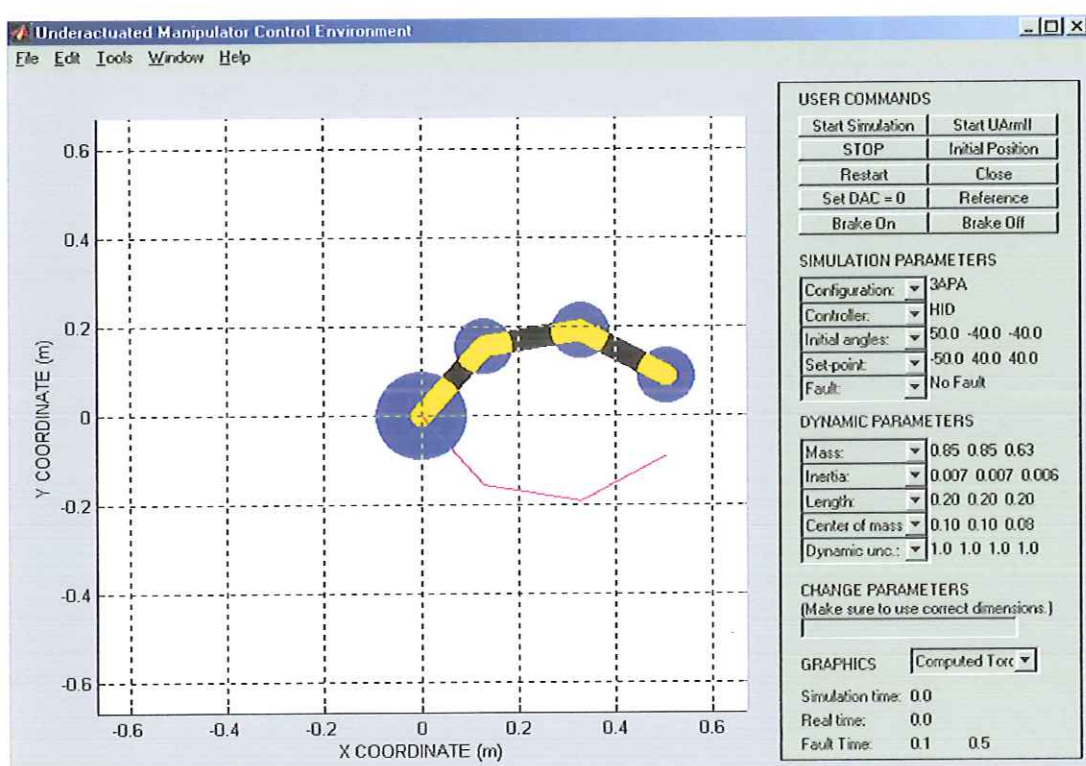 Underactuated Manipulator Control Environment
File Edit Tools Window Help
0.6
0.4
0.2
0
-0.2
-0.4
-0.6
Y COORDINATE (m)
-0.6 -0.4 -0.2 0 0.2 0.4 0.6
X COORDINATE (m)
USER COMMANDS
Start Simulation Start UArmII
STOP Initial Position
Restart Close
Set DAC = 0 Reference
Brake On Brake Off
SIMULATION PARAMETERS
Configuration: 3APA
Controller: HID
Initial angles: 50.0 -40.0 -40.0
Set-point: -50.0 40.0 40.0
Fault: No Fault
DYNAMIC PARAMETERS
Mass: 0.85 0.85 0.63
Inertia: 0.007 0.007 0.006
Length: 0.20 0.20 0.20
Center of mass 0.10 0.10 0.08
Dynamic unc.: 1.0 1.0 1.0 1.0
CHANGE PARAMETERS
(Make sure to use correct dimensions.)
GRAPHICS Computed Torc
Simulation time: 0.0
Real time: 0.0
Fault Time: 0.1 0.5